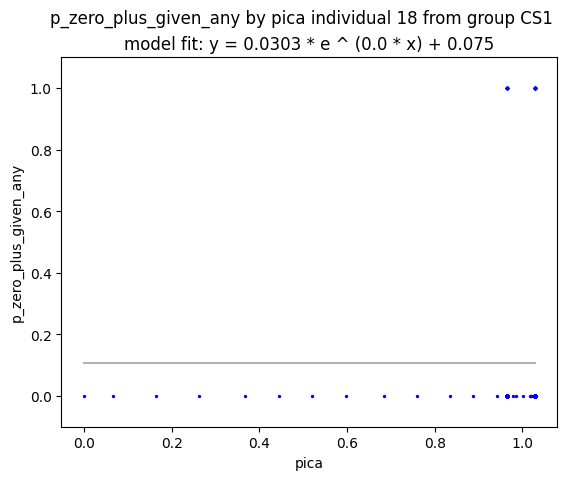 p_zero_plus_given_any by pica individual 18 from group CS1
model fit: y = 0.0303 * e ^ (0.0 * x) + 0.075
1.0
0.8
0.6
0.4
0.2
0.0
p_zero_plus_given_any
0.0 0.2 0.4 0.6 0.8 1.0
pica